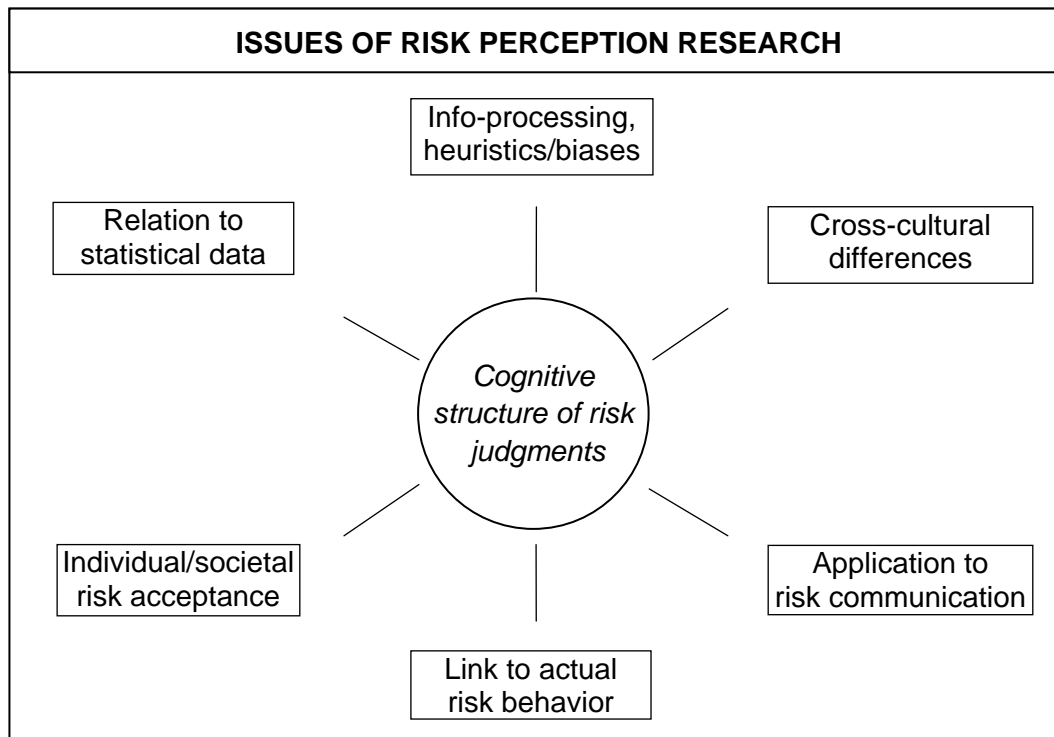 ISSUES OF RISK PERCEPTION RESEARCH
Info-processing,
heuristics/biases
Relation to
statistical data
Cross-cultural
differences
Cognitive
structure of risk
judgments
Individual/societal
risk acceptance
Application to
risk communication
Link to actual
risk behavior